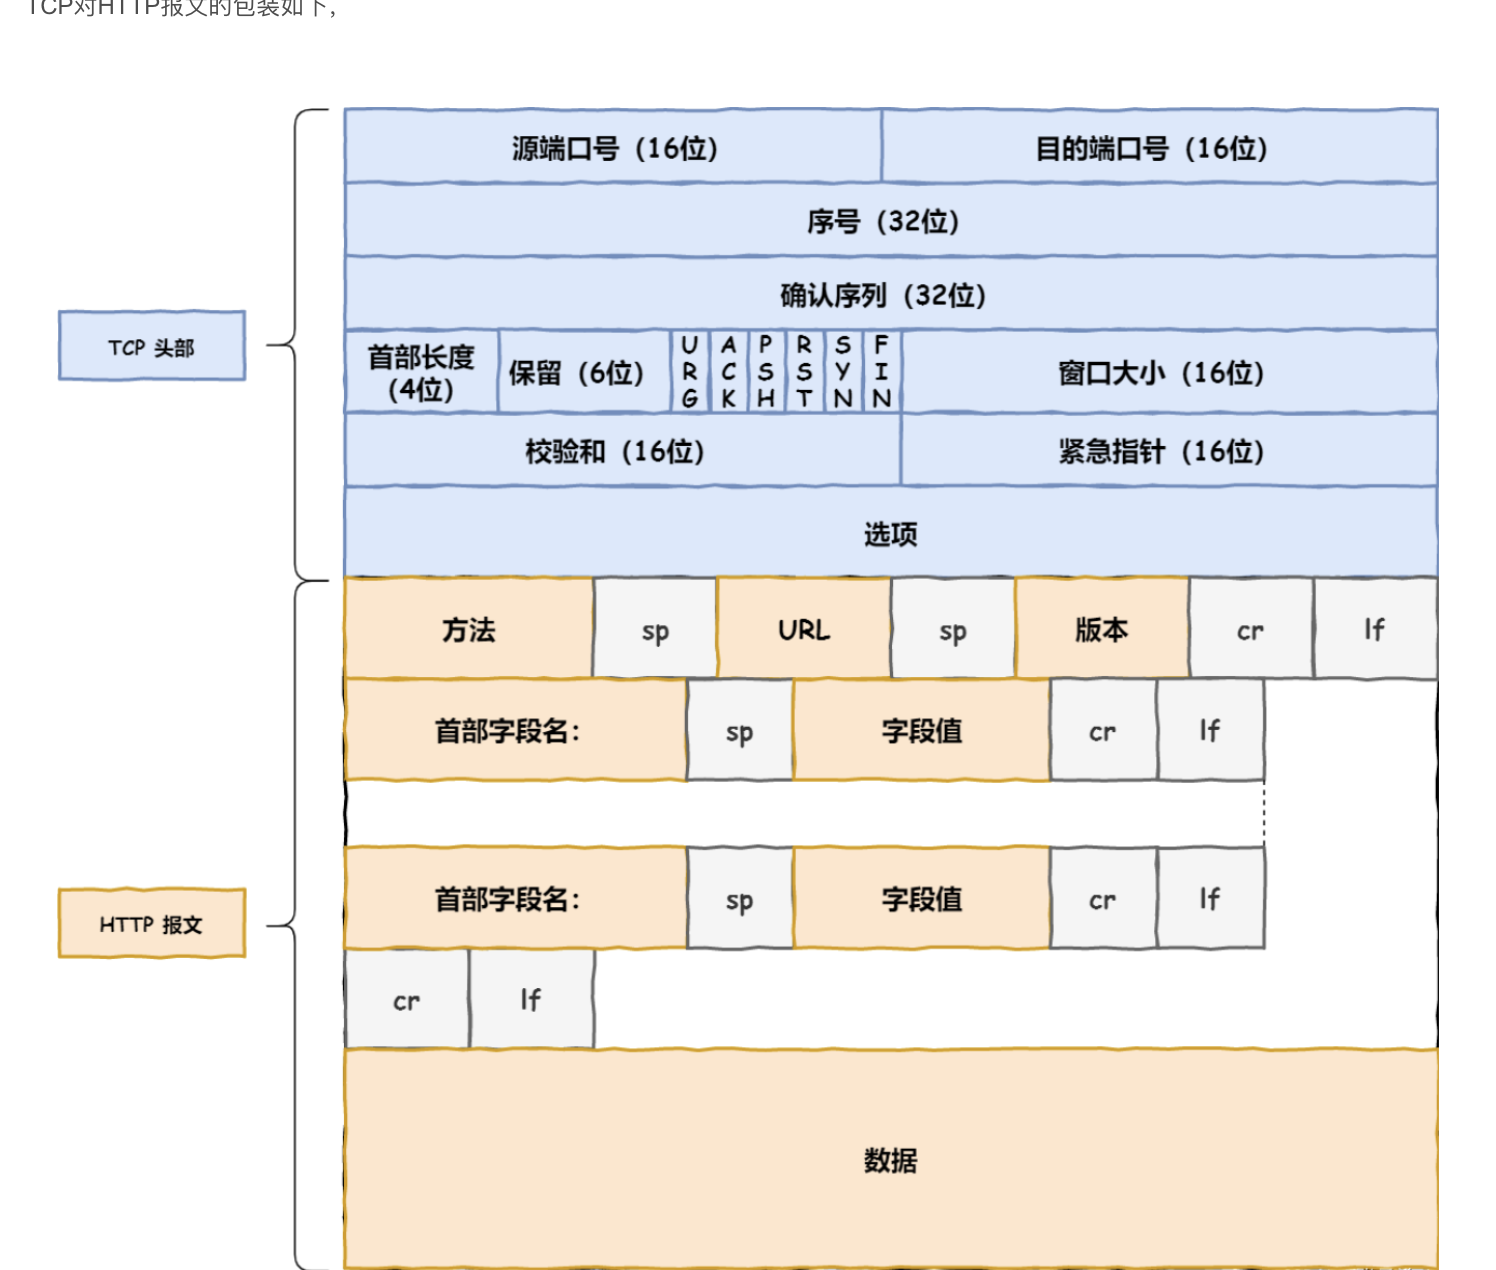 TCP对HTTP报文的包装如下，
源端口号 (16位) 目的端口号 (16位)
序号 (32位)
确认序列 (32位)
TCP 头部
首部长度
(4位)
保留 (6位)
URG
ACK
PSH
RST
SYN
FIN
窗口大小 (16位)
校验和 (16位) 紧急指针 (16位)
选项
方法 sp URL sp 版本 cr lf
首部字段名: sp 字段值 cr lf
首部字段名: sp 字段值 cr lf
HTTP 报文
cr lf
数据